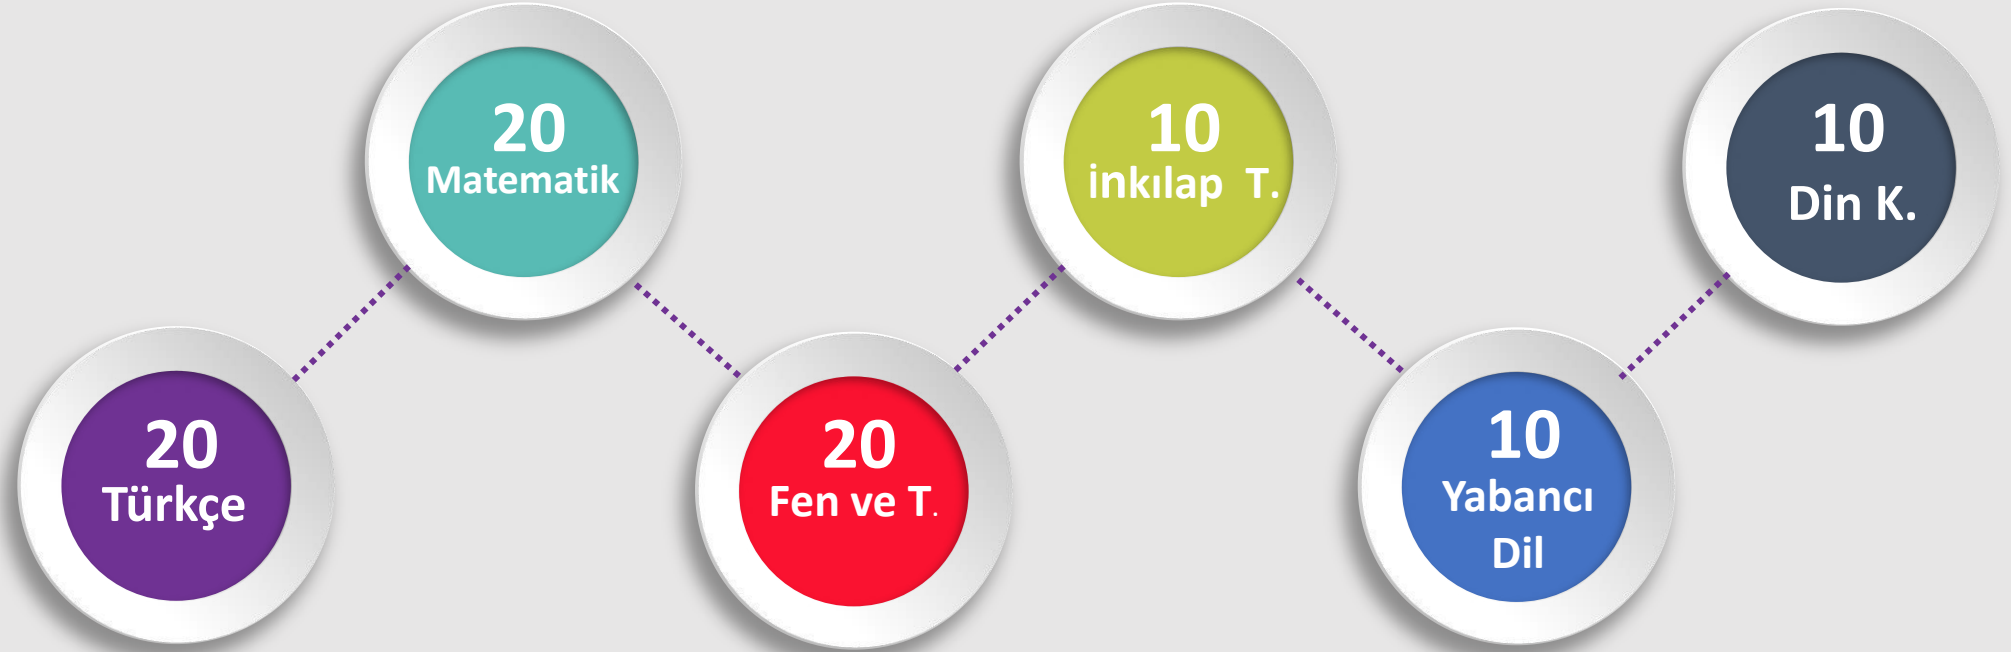 20
Türkçe
20
Matematik
20
Fen ve T.
10
inkılap T.
10
Yabancı
Dil
10
Din K.